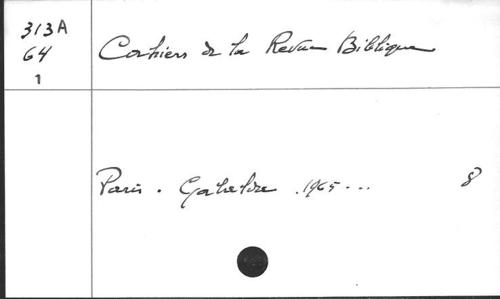 313A
64
1
Cahiers de la Revue Biblique
Paris. Gabalda. 1965... 8